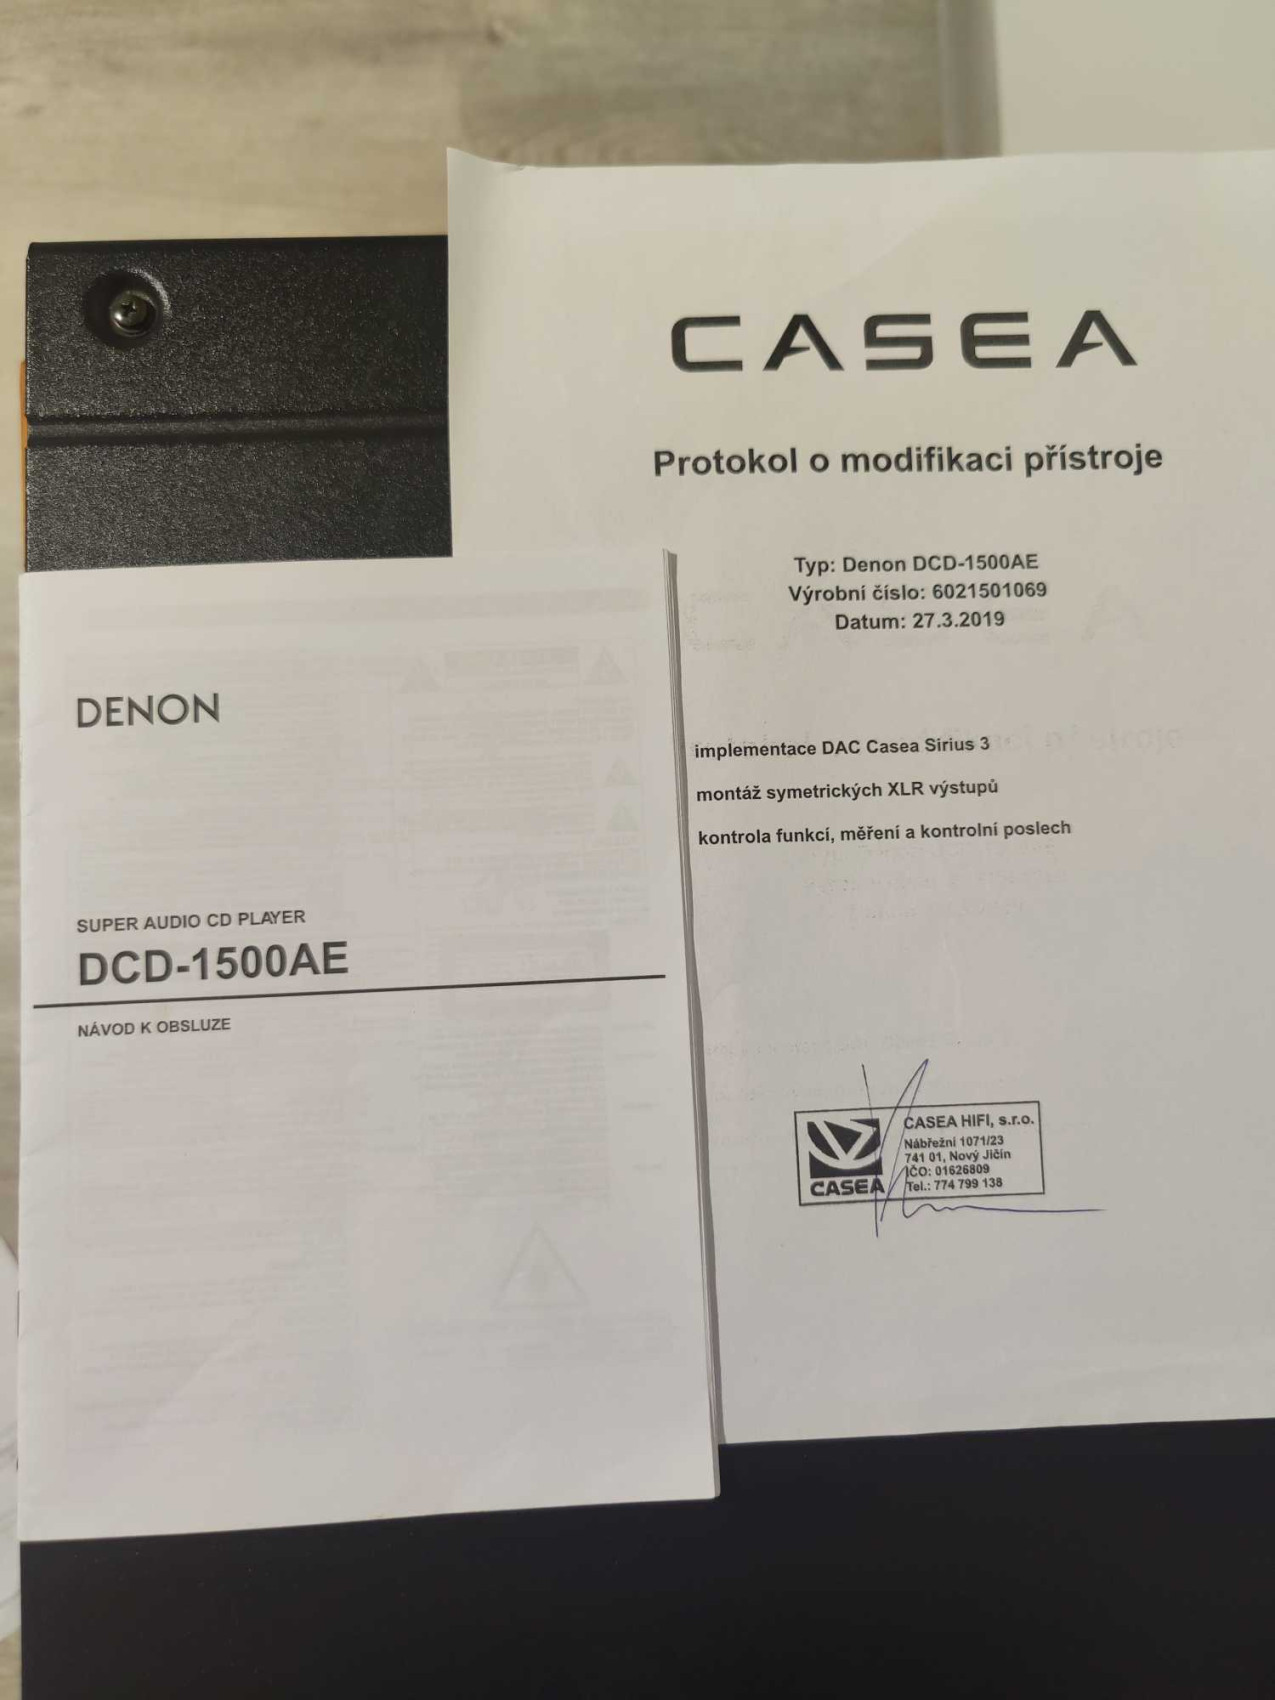 CASEA
Protokol o modifikaci přístroje
Typ: Denon DCD-1500AE
Výrobní číslo: 6021501069
Datum: 27.3.2019
implementace DAC Casea Sírius 3
montáž symetrických XLR výstupů
kontrola funkcí, měření a kontrolní poslech
CASEA HIFI, s.r.o.
Nábřežní 1071/23
741 01, Nový Jičín
IČO: 01626809
Tel.: 774 799 138
CASEA
DENON
SUPER AUDIO CD PLAYER
DCD-1500AE
NÁVOD K OBSLUZE